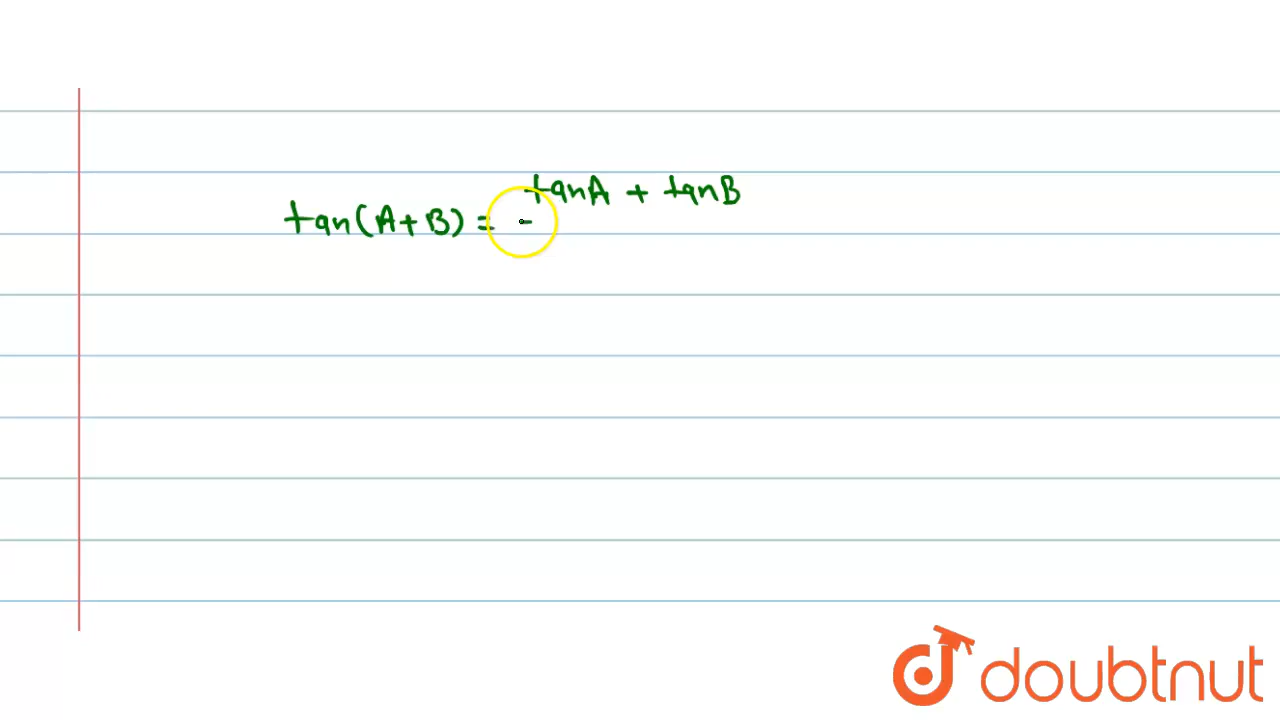 tanA + tanB
tan(A+B) = -
doubtnut